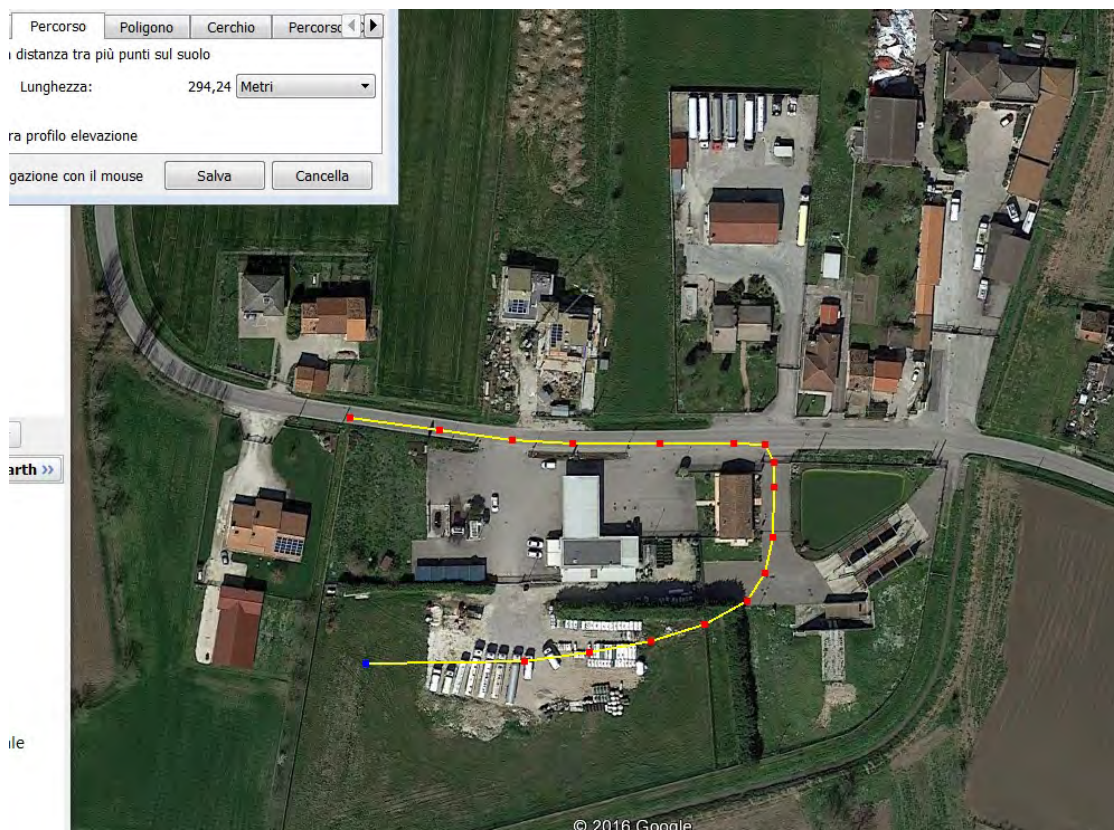 Percorso Poligono Cerchio Percorso
distanza tra più punti sul suolo
Lunghezza: 294,24 Metri
ra profilo elevazione
gazione con il mouse Salva Cancella
arth »
ale
© 2016 Google